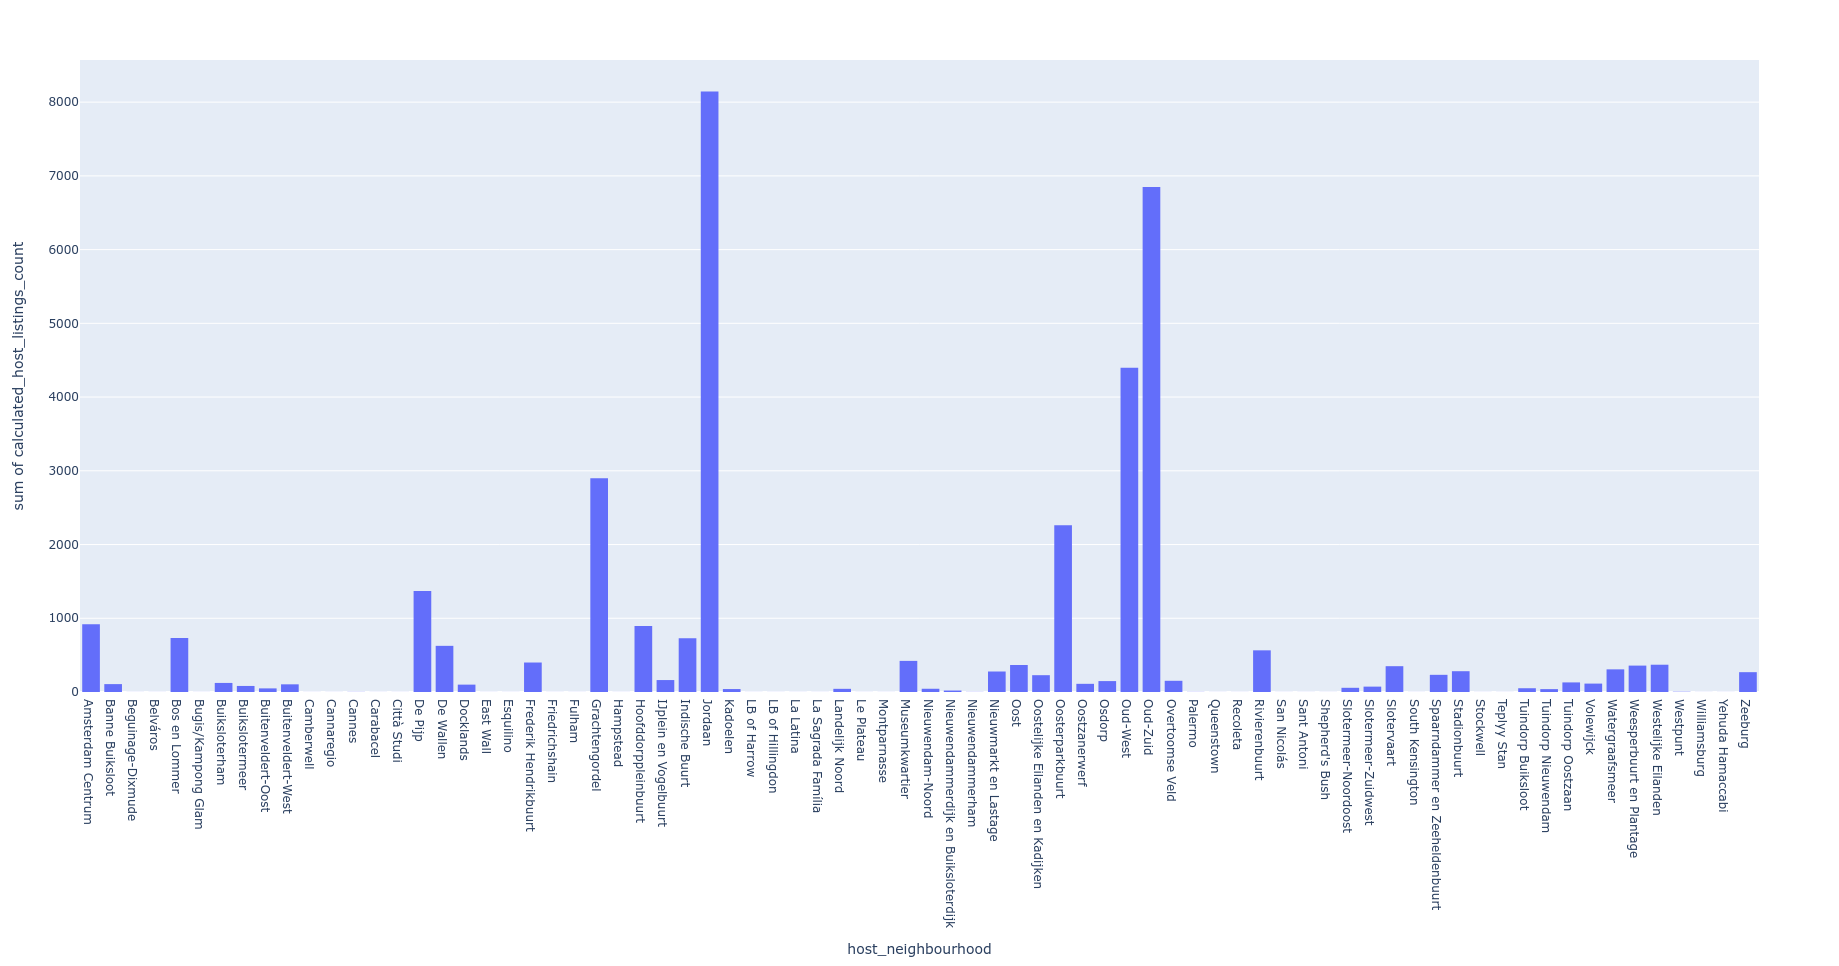 sum of calculated_host_listings_count
8000
7000
6000
5000
4000
3000
2000
1000
0
Amsterdam Centrum
Banne Buiksloot
Beguinage-Dixmude
Belváros
Bos en Lommer
Bugis/Kampong Glam
Buiksloterham
Buikslotermeer
Buitenveldert-Oost
Buitenveldert-West
Camberwell
Cannaregio
Cannes
Carabacel
Città Studi
De Pijp
De Wallen
Docklands
East Wall
Esquilino
Frederik Hendrikbuurt
Friedrichshain
Fulham
Grachtengordel
Hampstead
Hoofddorppleinbuurt
IJplein en Vogelbuurt
Indische Buurt
Jordaan
Kadoelen
LB of Harrow
LB of Hillingdon
La Latina
La Sagrada Família
Landelijk Noord
Le Plateau
Montparnasse
Museumkwartier
Nieuwendam-Noord
Nieuwendammerdijk en Buiksloterdijk
Nieuwendammerham
Nieuwmarkt en Lastage
Oost
Oostelijke Eilanden en Kadijken
Oosterparkbuurt
Oostzanerwerf
Osdorp
Oud-West
Oud-Zuid
Overtoomse Veld
Palermo
Queenstown
Recoleta
Rivierenbuurt
San Nicolás
Sant Antoni
Shepherd's Bush
Slotermeer-Noordoost
Slotermeer-Zuidwest
Slotervaart
South Kensington
Spaarndammer en Zeeheldenbuurt
Stadionbuurt
Stockwell
Teplyy Stan
Tuindorp Buiksloot
Tuindorp Nieuwendam
Tuindorp Oostzaan
Volewijck
Watergraafsmeer
Weesperbuurt en Plantage
Westelijke Eilanden
Westpunt
Williamsburg
Yehuda Hamaccabi
Zeeburg
host_neighbourhood